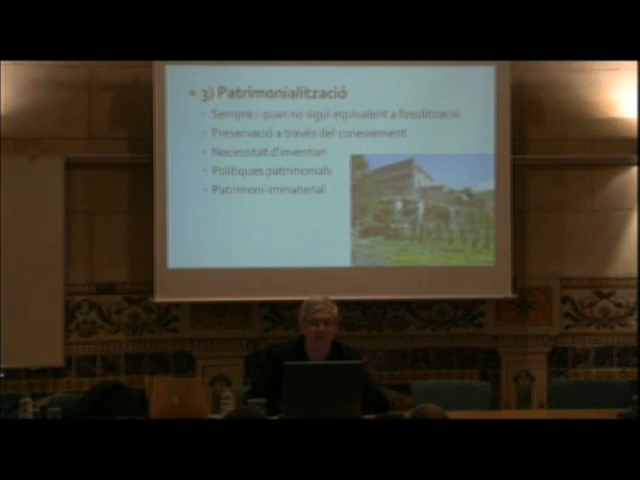 • 3) Patrimonialització
◦ Sempre i quan no sigui equivalent a fossilització
◦ Preservació a través del coneixement
◦ Necessitat d'inventari
◦ Polítiques patrimonials
◦ Patrimoni immaterial